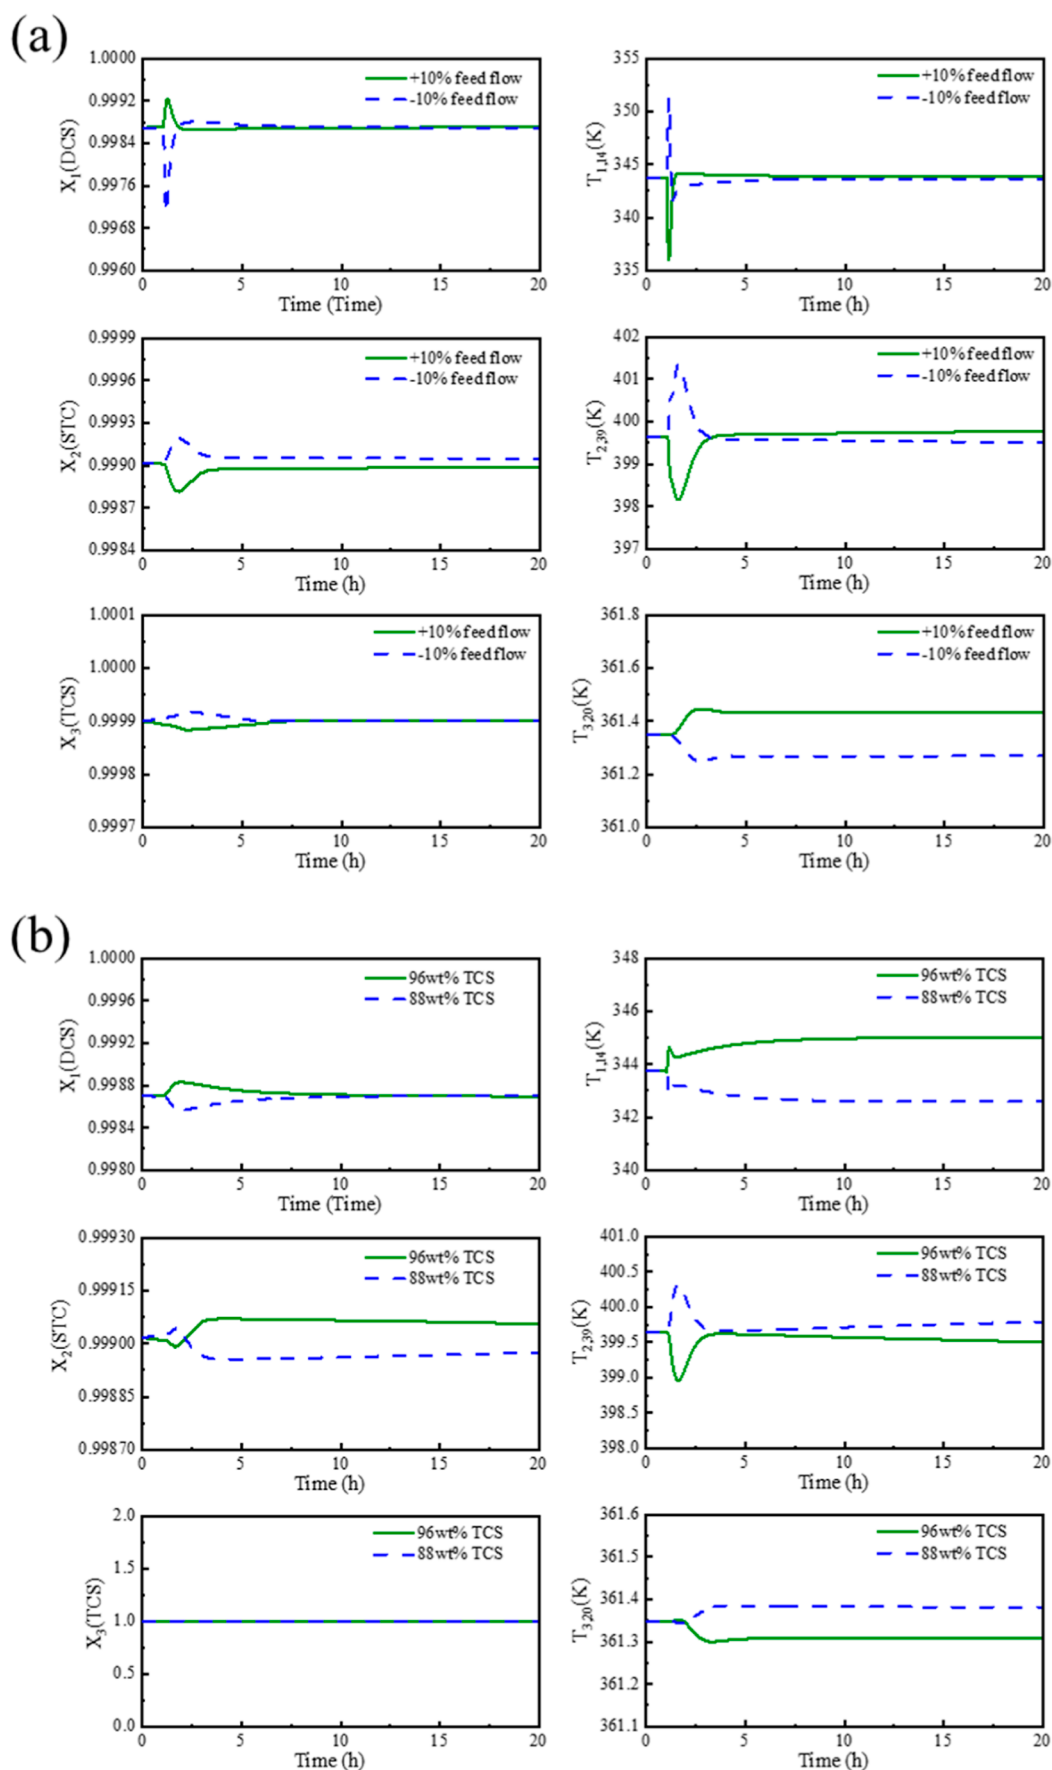 (a)
1.0000
0.9992
0.9984
0.9976
0.9968
0.9960
X1(DCS)
+10% feed flow
-10% feed flow
0 5 10 15 20
Time (Time)
355
350
345
340
335
T1,14(K)
+10% feed flow
-10% feed flow
0 5 10 15 20
Time (h)
0.9999
0.9996
0.9993
0.9990
0.9987
0.9984
X2(STC)
+10% feed flow
-10% feed flow
0 5 10 15 20
Time (h)
402
401
400
399
398
397
T2,39(K)
+10% feed flow
-10% feed flow
0 5 10 15 20
Time (h)
1.0001
1.0000
0.9999
0.9998
0.9997
X3(TCS)
+10% feed flow
-10% feed flow
0 5 10 15 20
Time (h)
361.8
361.6
361.4
361.2
361.0
T3,20(K)
+10% feed flow
-10% feed flow
0 5 10 15 20
Time (h)
(b)
1.0000
0.9996
0.9992
0.9988
0.9984
0.9980
X1(DCS)
96wt% TCS
88wt% TCS
0 5 10 15 20
Time (Time)
348
346
344
342
340
T1,14(K)
96wt% TCS
88wt% TCS
0 5 10 15 20
Time (h)
0.99930
0.99915
0.99900
0.99885
0.99870
X2(STC)
96wt% TCS
88wt% TCS
0 5 10 15 20
Time (h)
401.0
400.5
400.0
399.5
399.0
398.5
398.0
T2,39(K)
96wt% TCS
88wt% TCS
0 5 10 15 20
Time (h)
2.0
1.5
1.0
0.5
0.0
X3(TCS)
96wt% TCS
88wt% TCS
0 5 10 15 20
Time (h)
361.6
361.5
361.4
361.3
361.2
361.1
T3,20(K)
96wt% TCS
88wt% TCS
0 5 10 15 20
Time (h)